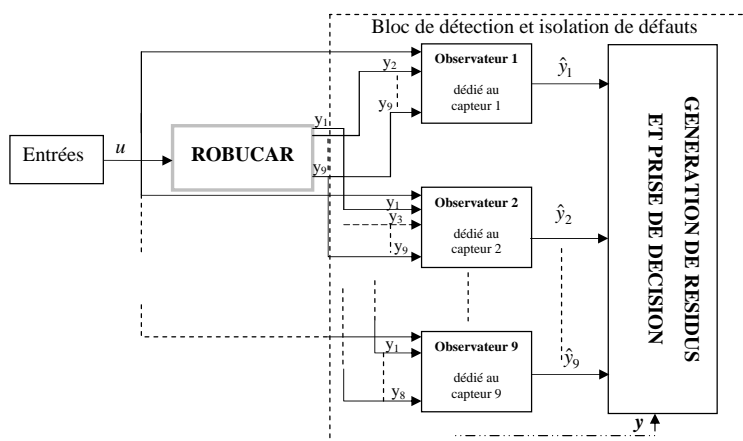 Bloc de détection et isolation de défauts
Observateur 1
dédié au
capteur 1
y2
y9
ŷ1
Entrées
u
ROBUCAR
y1
y9
Observateur 2
dédié au
capteur 2
y1
y3
y9
ŷ2
Observateur 9
dédié au
capteur 9
y1
y8
ŷ9
GENERATION DE RESIDUS
ET PRISE DE DECISION
y